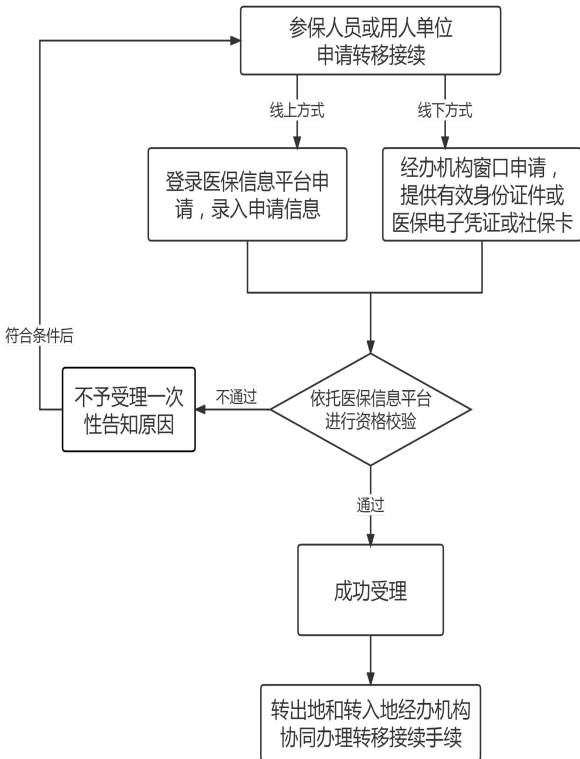 参保人员或用人单位
申请转移接续
线上方式
线下方式
登录医保信息平台申
请，录入申请信息
经办机构窗口申请，
提供有效身份证件或
医保电子凭证或社保卡
符合条件后
不予受理一次
性告知原因
不通过
依托医保信息平台
进行资格校验
通过
成功受理
转出地和转入地经办机构
协同办理转移接续手续